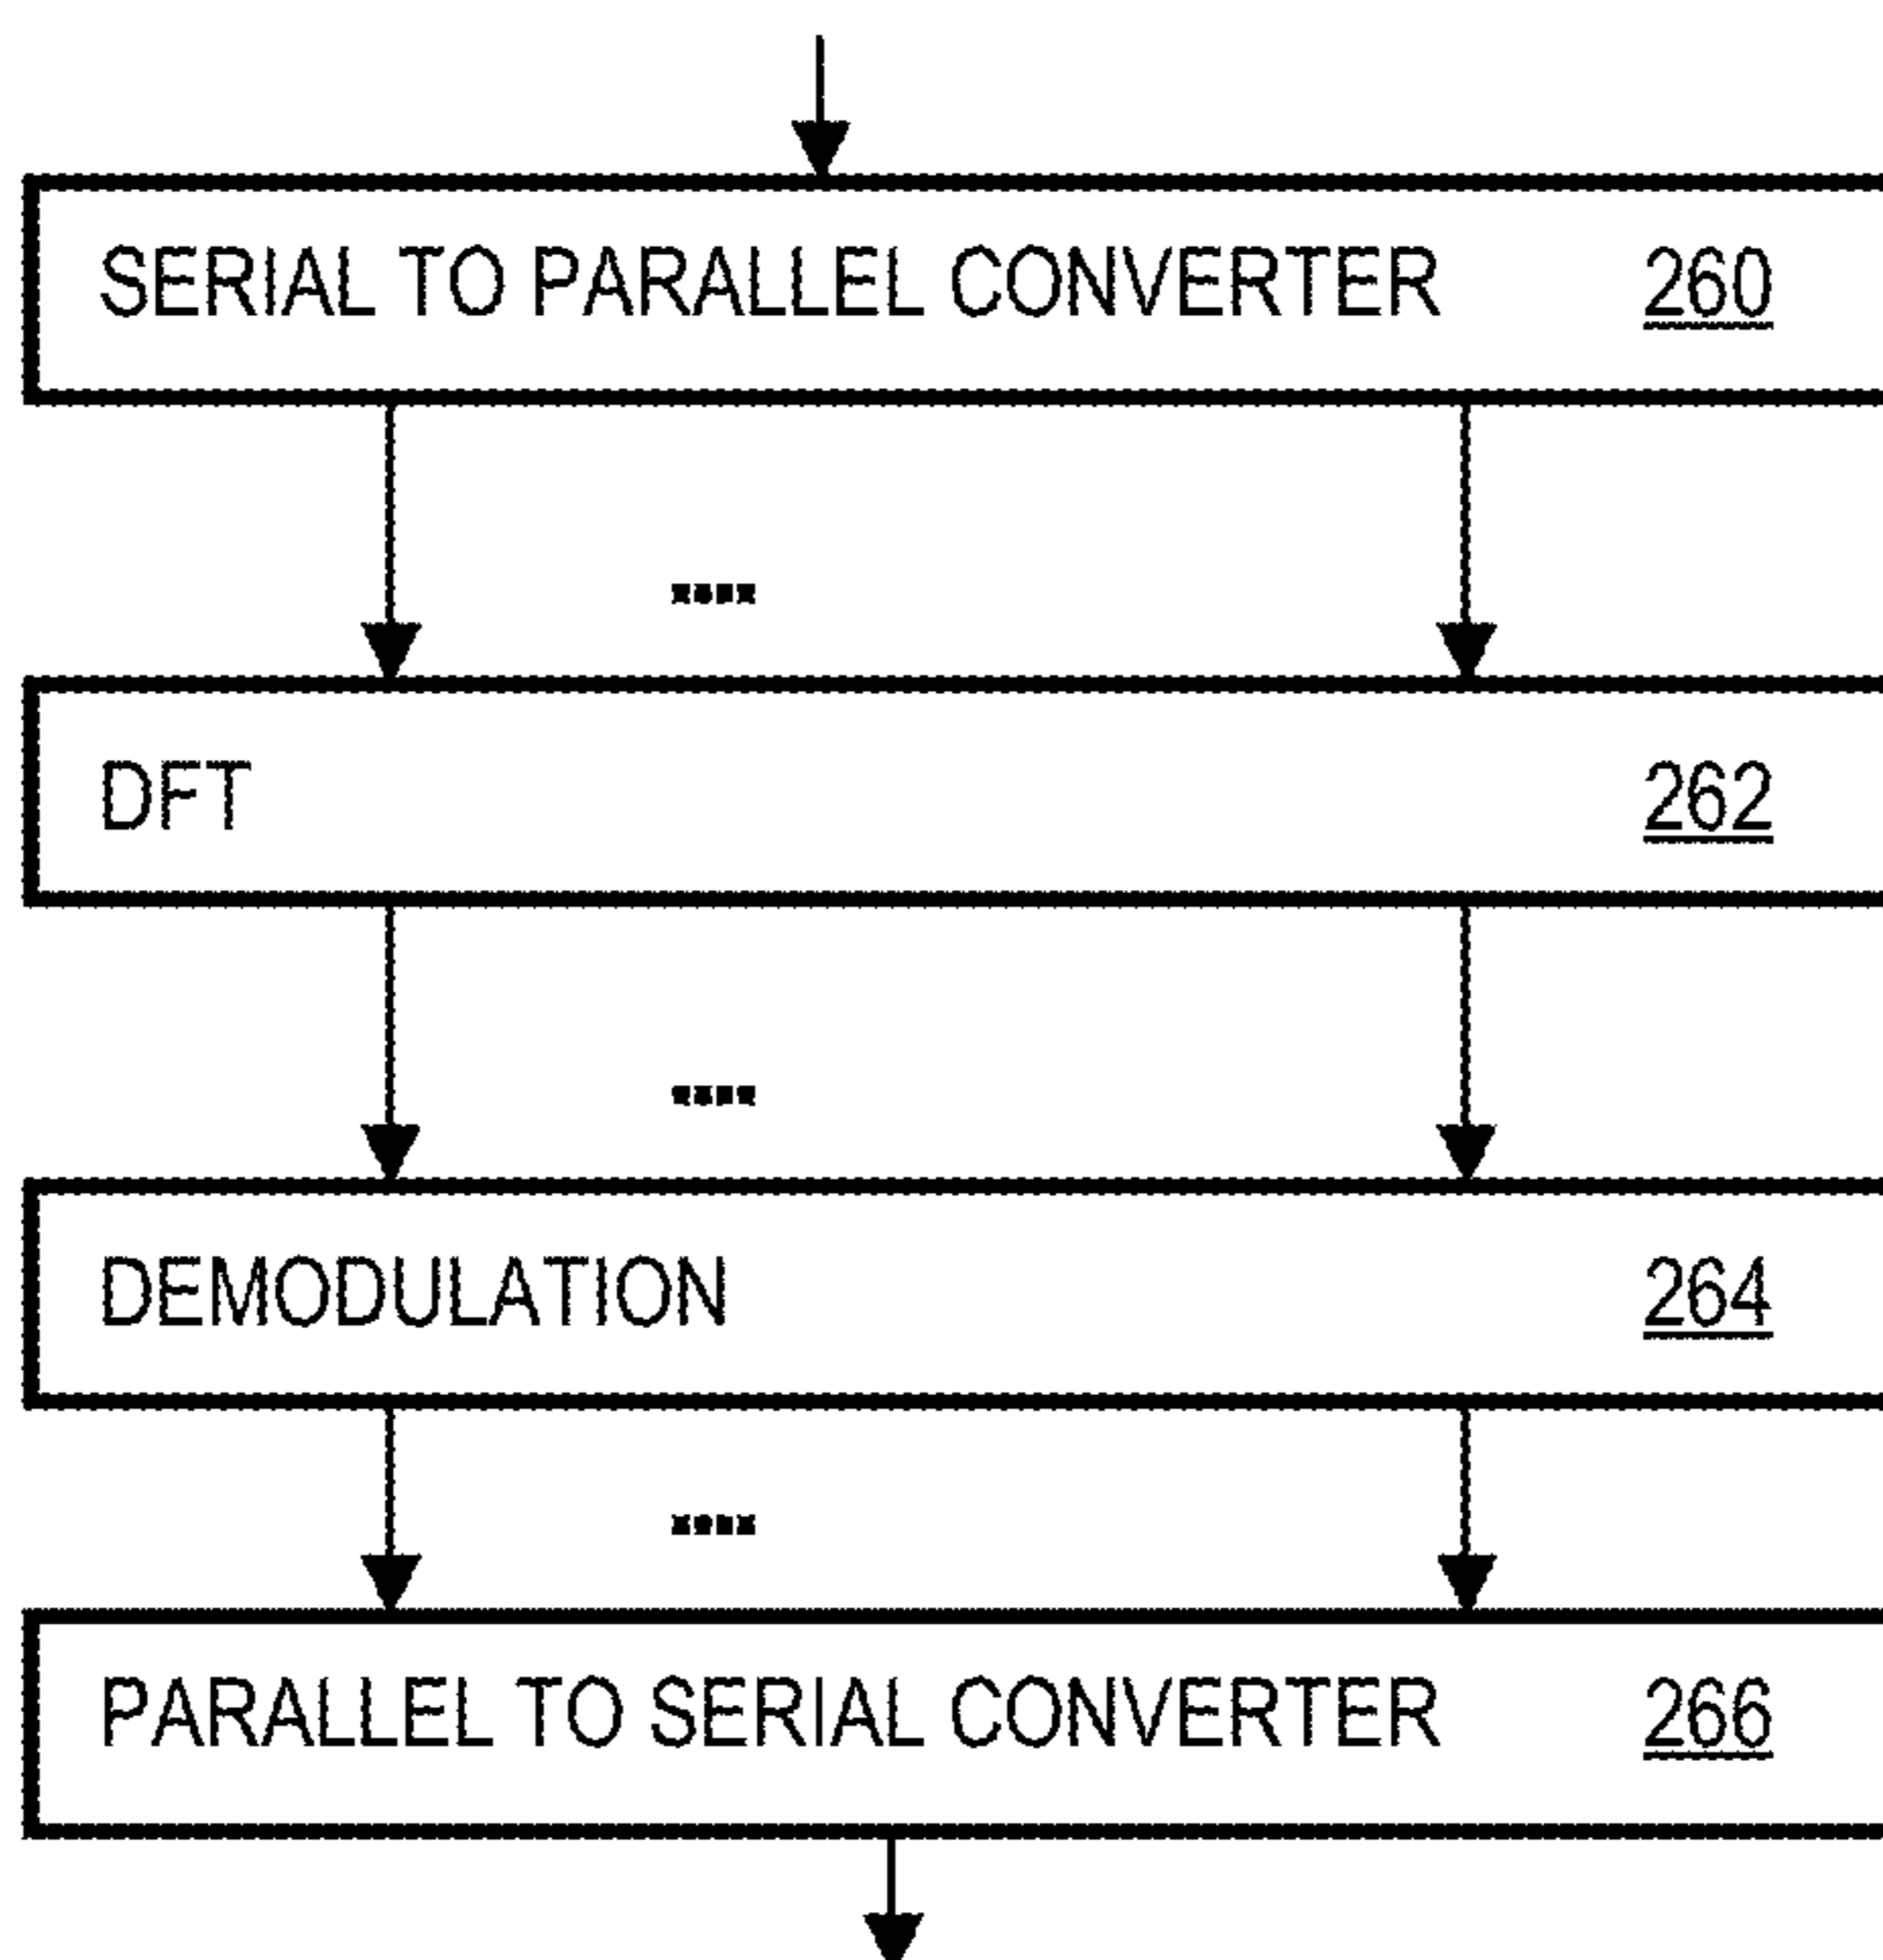 SERIAL TO PARALLEL CONVERTER 260
....
DFT 262
....
DEMODULATION 264
....
PARALLEL TO SERIAL CONVERTER 266